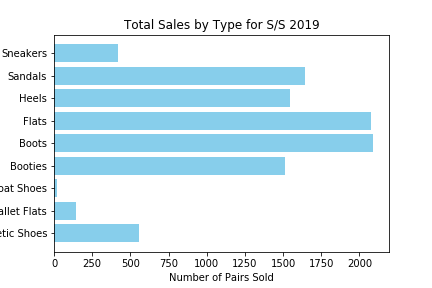 Total Sales by Type for S/S 2019
Sneakers
Sandals
Heels
Flats
Boots
Booties
oat Shoes
allet Flats
etic Shoes
0 250 500 750 1000 1250 1500 1750 2000
Number of Pairs Sold